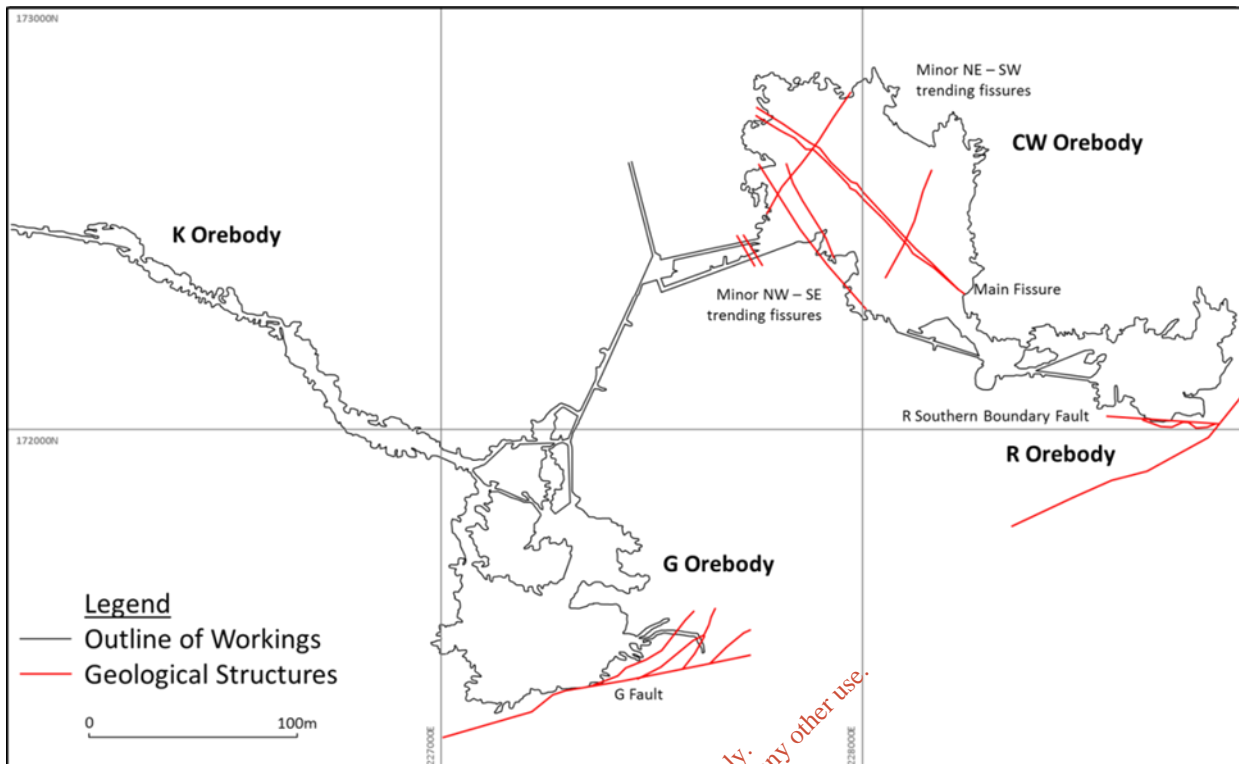 173000N
Minor NE – SW
trending fissures
CW Orebody
K Orebody
Main Fissure
Minor NW – SE
trending fissures
R Southern Boundary Fault
172000N
R Orebody
G Orebody
Legend
Outline of Workings
Geological Structures
G Fault
0 100m
227000E
228000E
ly.
ny other use.